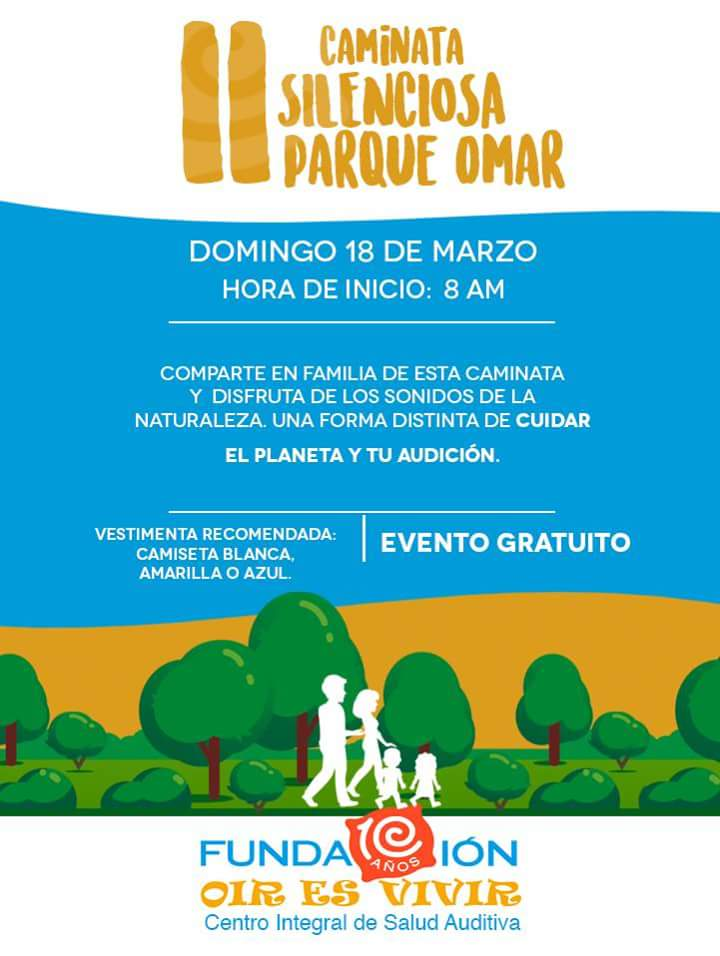 II CAMINATA
SILENCIOSA
PARQUE OMAR
DOMINGO 18 DE MARZO
HORA DE INICIO: 8 AM
COMPARTE EN FAMILIA DE ESTA CAMINATA
Y DISFRUTA DE LOS SONIDOS DE LA
NATURALEZA. UNA FORMA DISTINTA DE CUIDAR
EL PLANETA Y TU AUDICIÓN.
VESTIMENTA RECOMENDADA:
CAMISETA BLANCA,
AMARILLA O AZUL.
EVENTO GRATUITO
FUNDACIÓN
10 AÑOS
OIR ES VIVIR
Centro Integral de Salud Auditiva